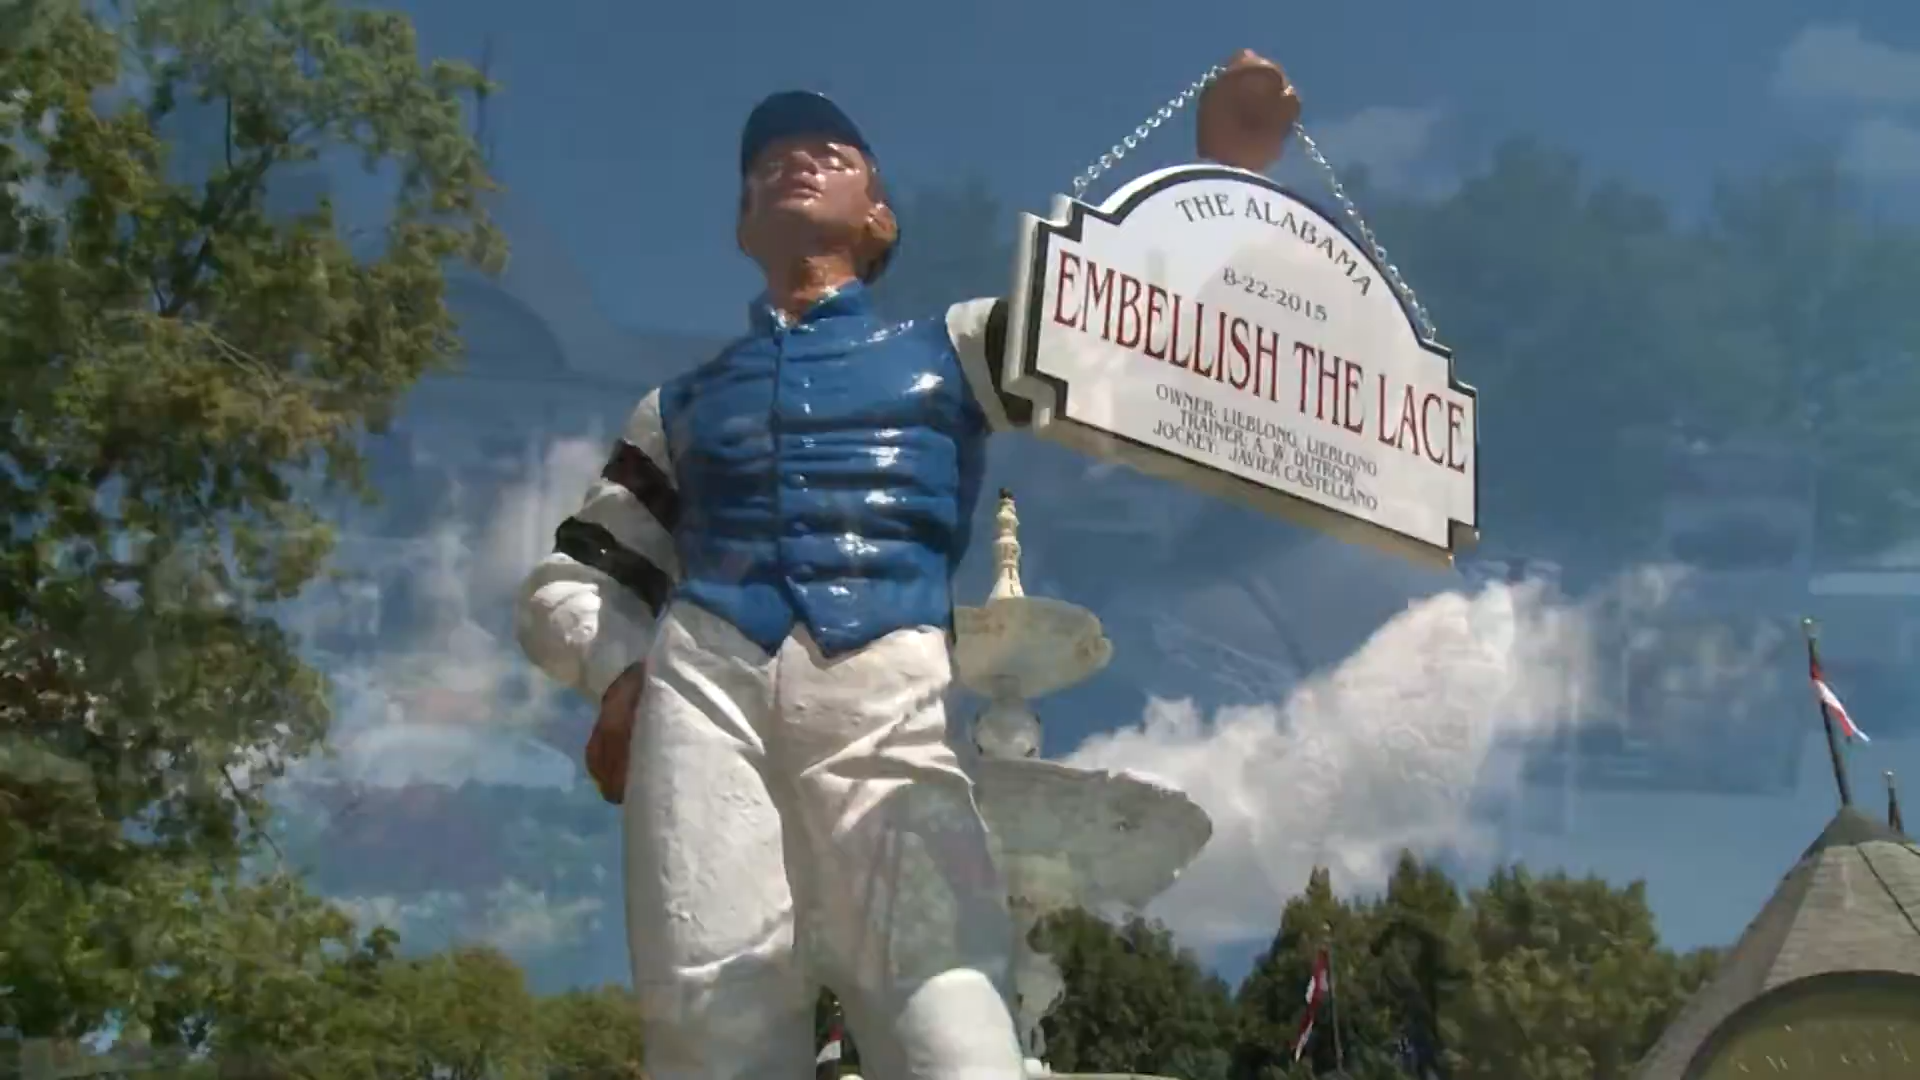 THE ALABAMA
8-22-2015
EMBELLISH THE LACE
OWNER: LIEBLONG, LIEBLONG
TRAINER: A. W. DUTROW
JOCKEY: JAVIER CASTELLANO